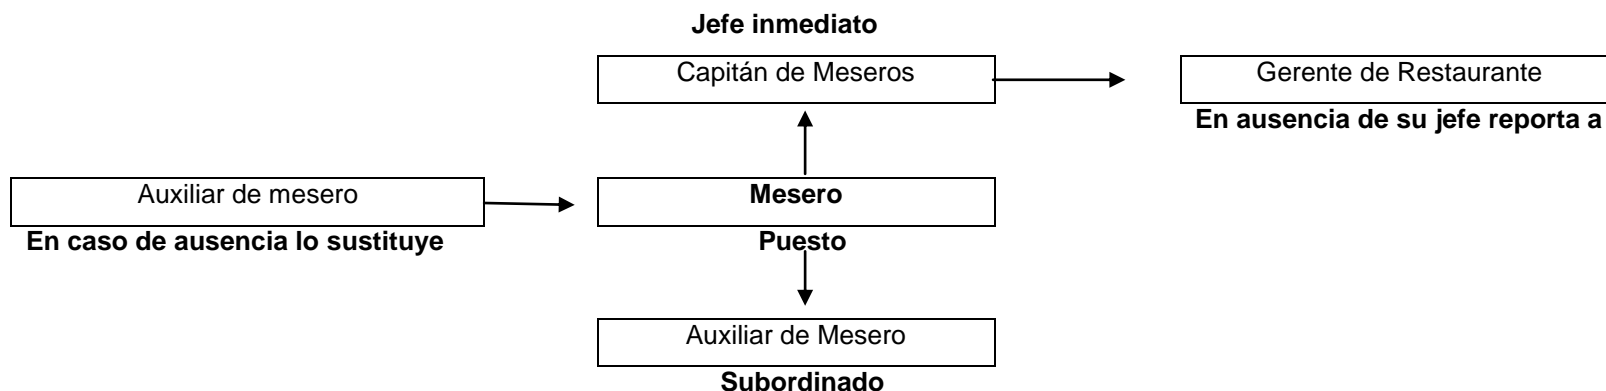 Jefe inmediato
Capitán de Meseros
Gerente de Restaurante
En ausencia de su jefe reporta a
Auxiliar de mesero
Mesero
En caso de ausencia lo sustituye
Puesto
Auxiliar de Mesero
Subordinado